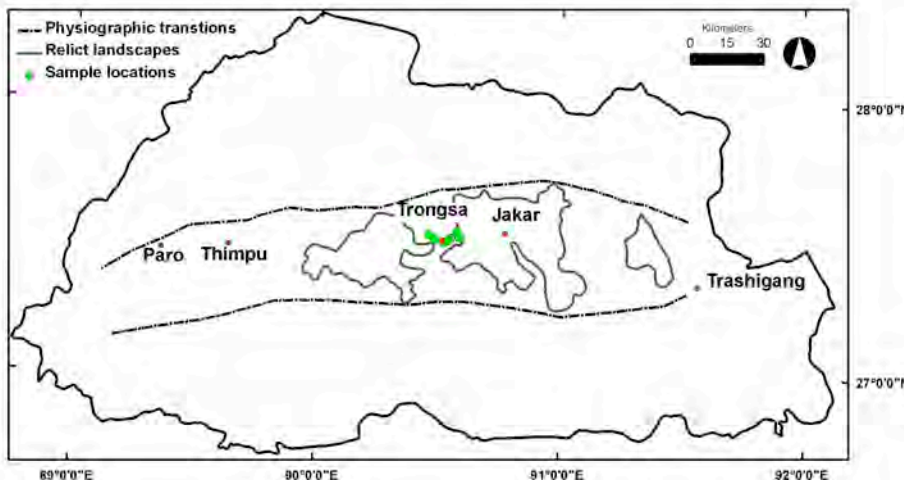 Physiographic transtions
Relict landscapes
Sample locations
Kilometers
0 15 30
28°0'0"N
Trongsa
Jakar
Paro
Thimpu
Trashigang
27°0'0"N
89°0'0"E
90°0'0"E
91°0'0"E
92°0'0"E